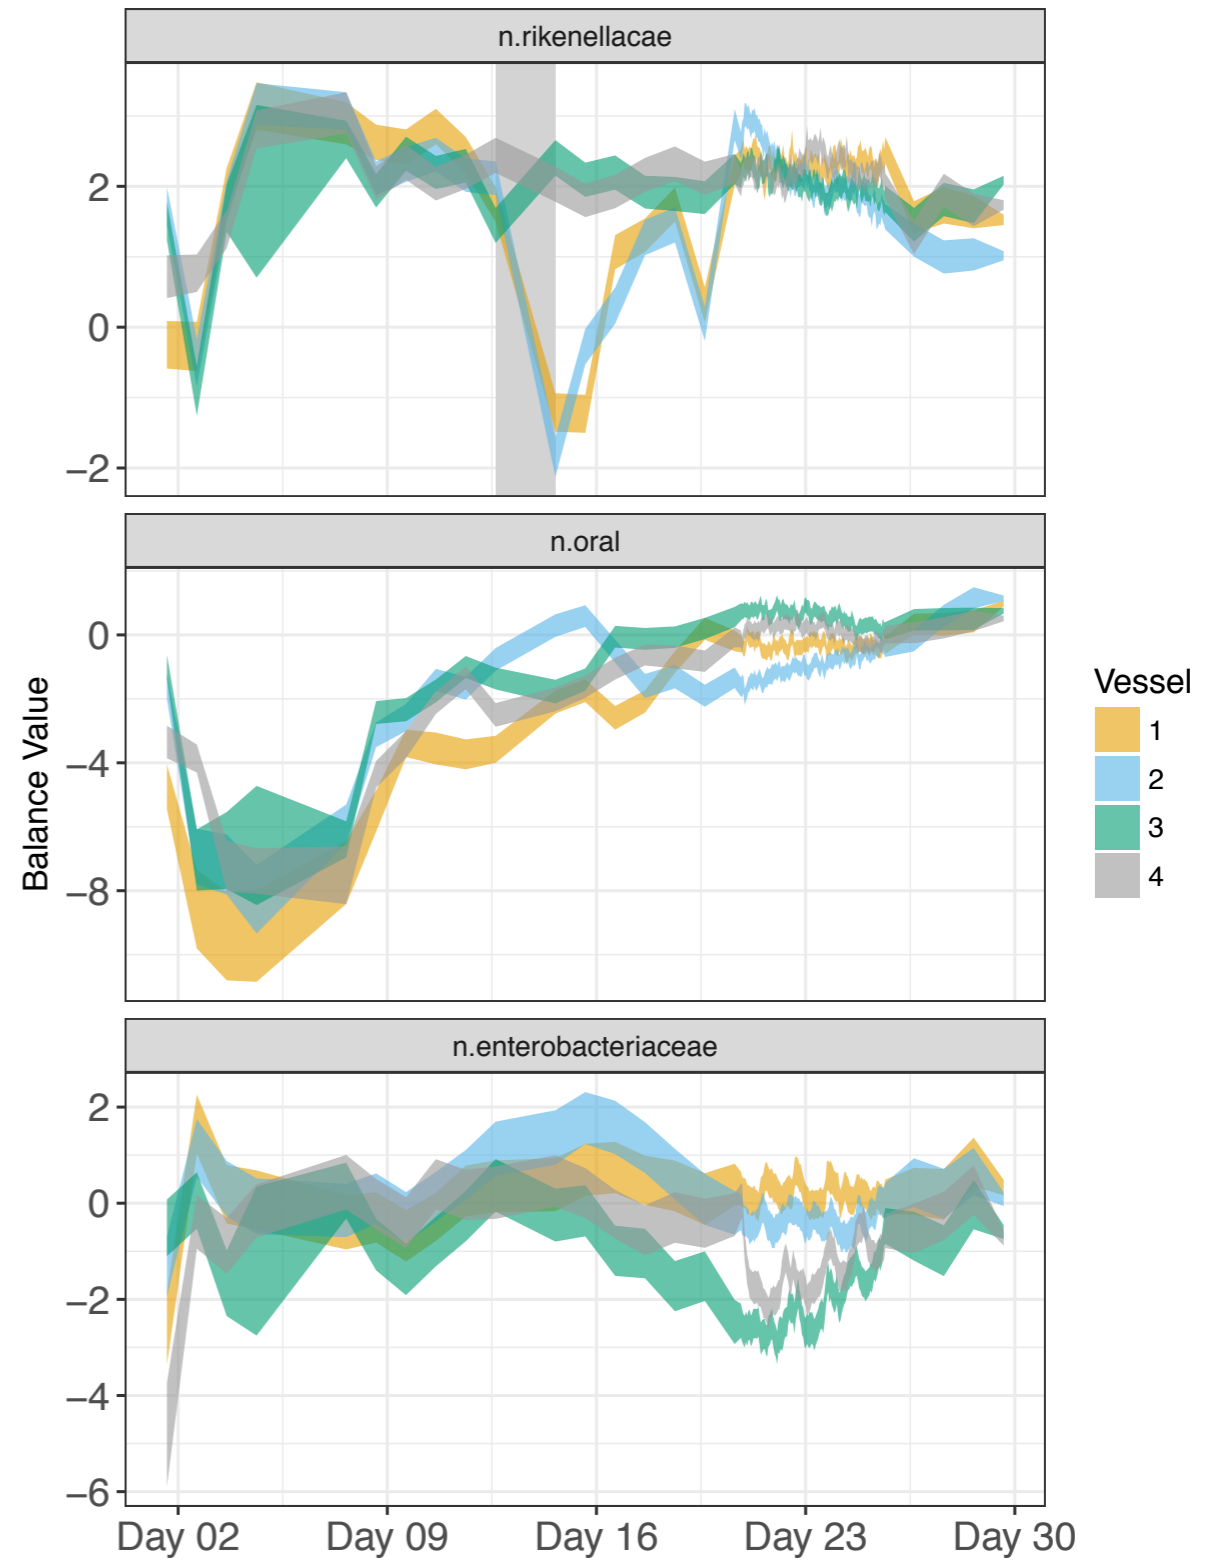 n.rikenellacae
2
0
−2
n.oral
0
−4
−8
Balance Value
Vessel
1
2
3
4
n.enterobacteriaceae
2
0
−2
−4
−6
Day 02 Day 09 Day 16 Day 23 Day 30